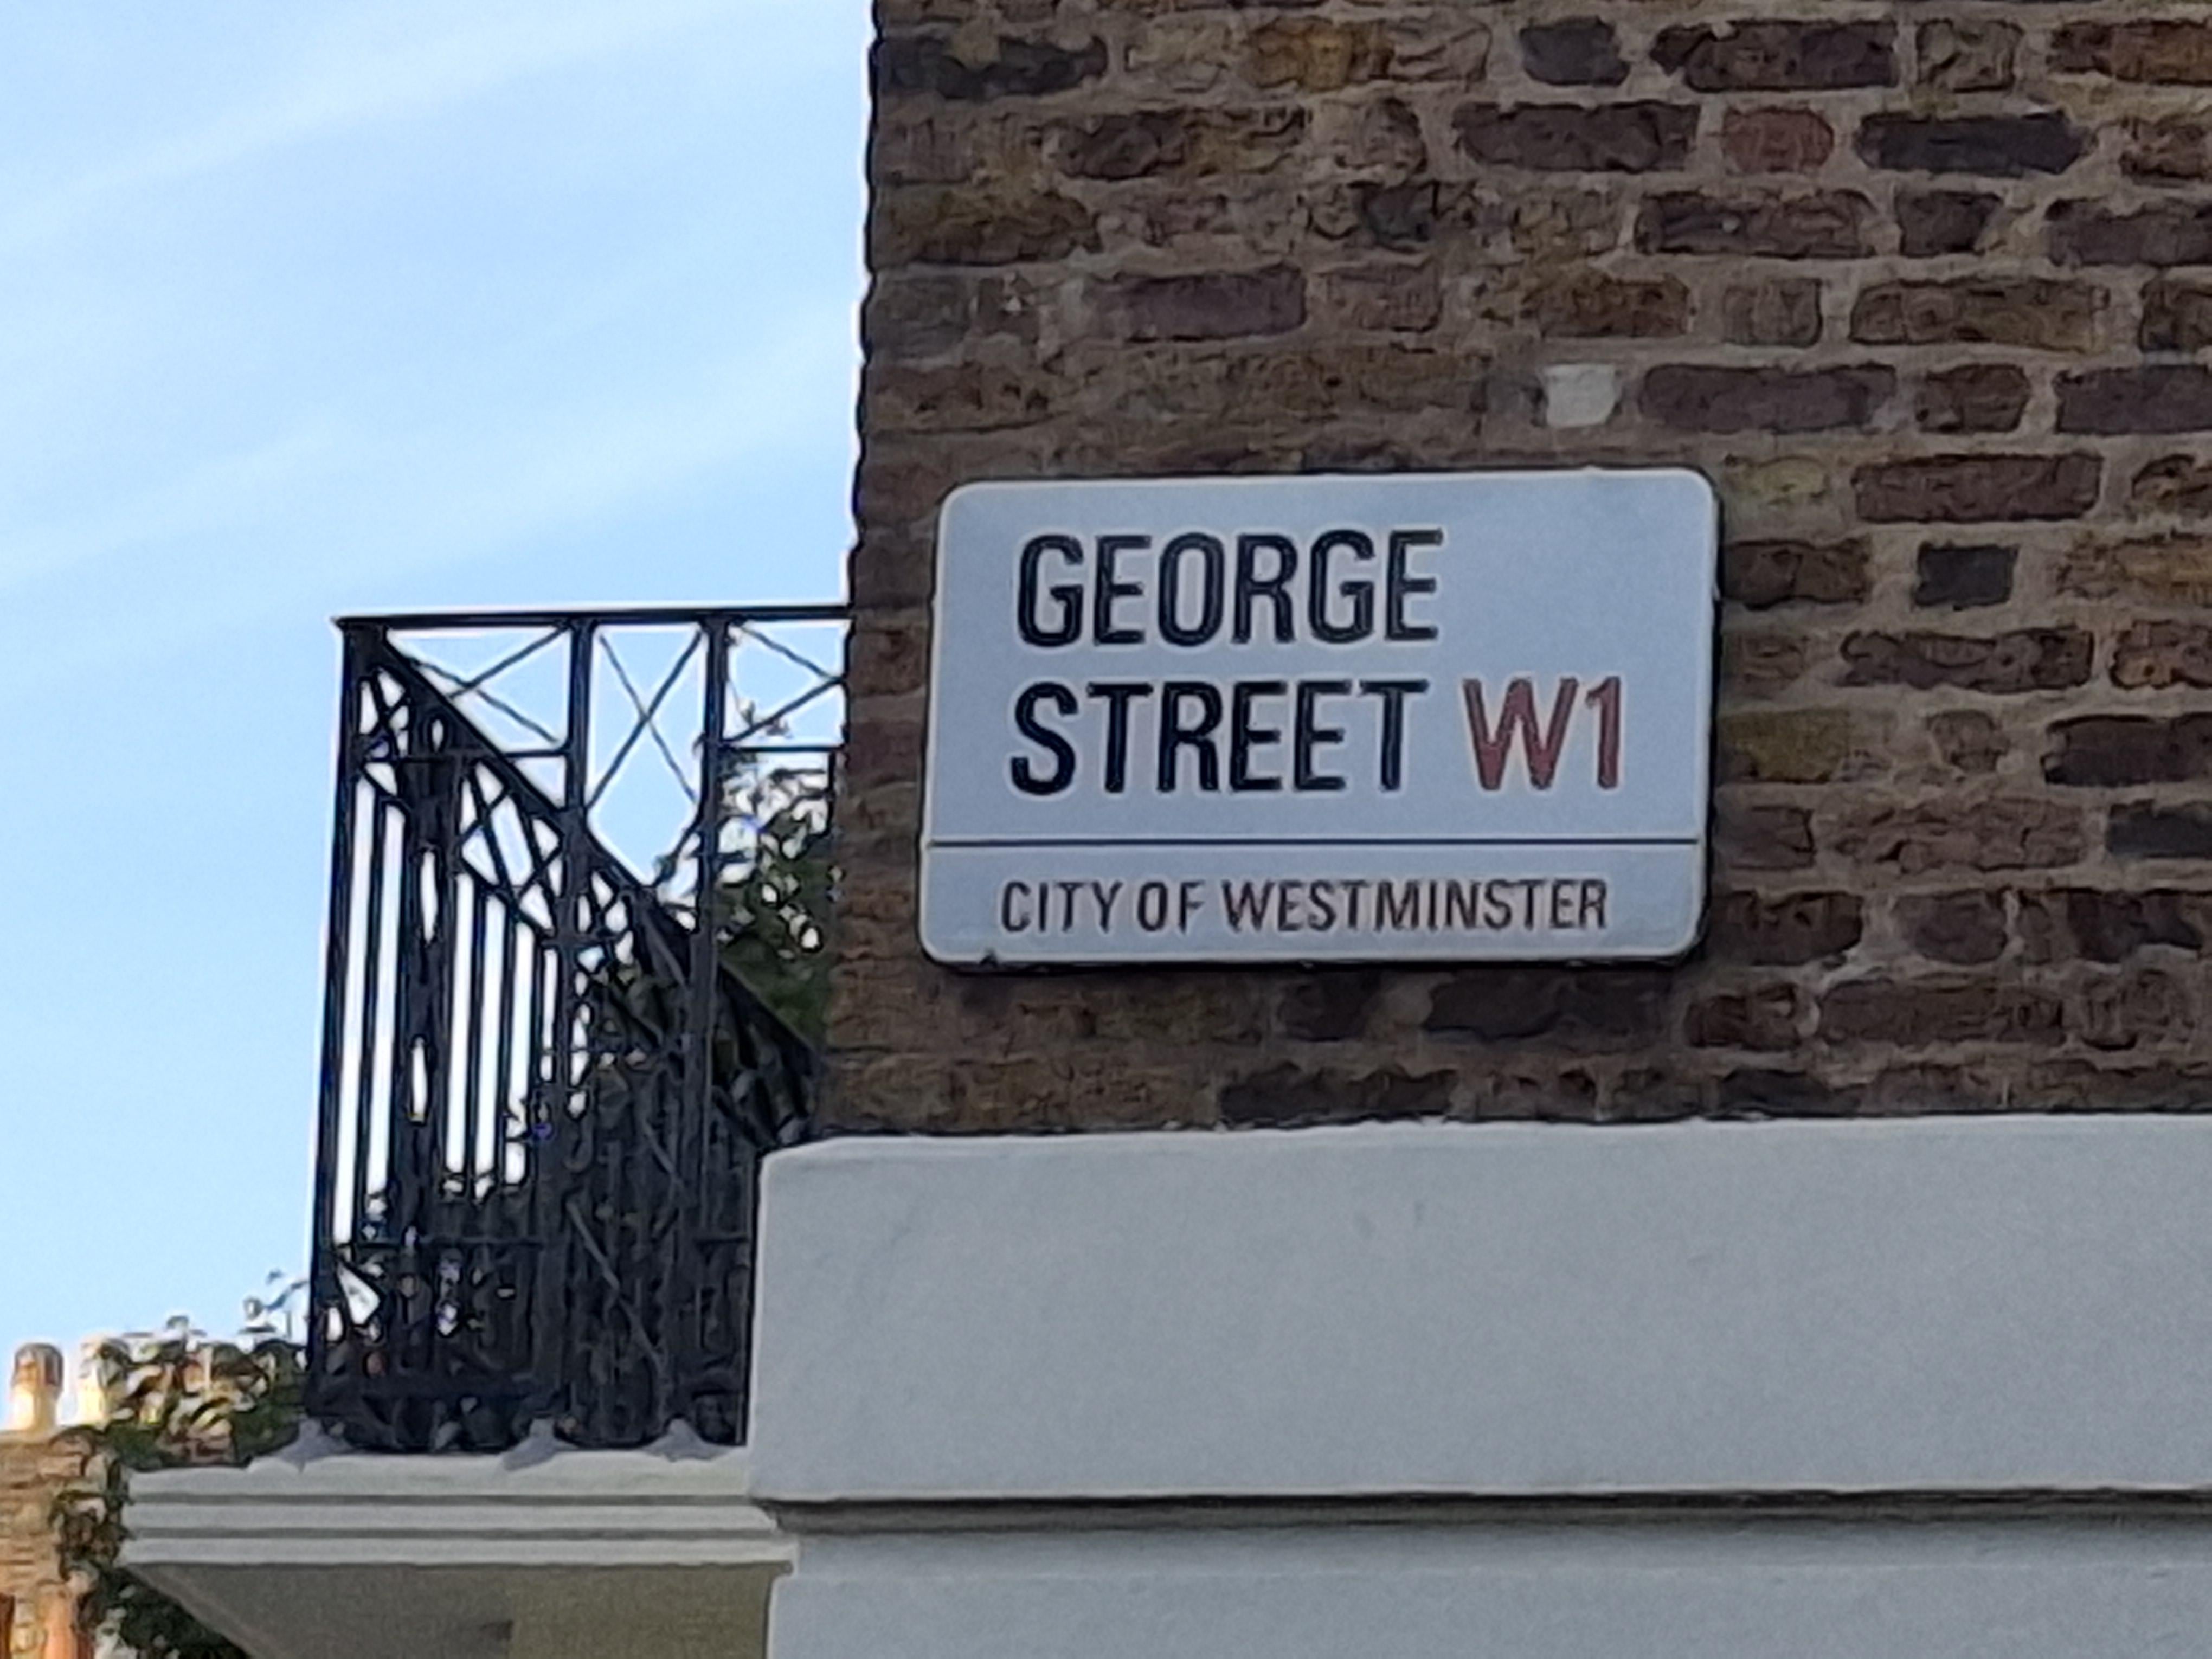 GEORGE
STREET W1
CITY OF WESTMINSTER